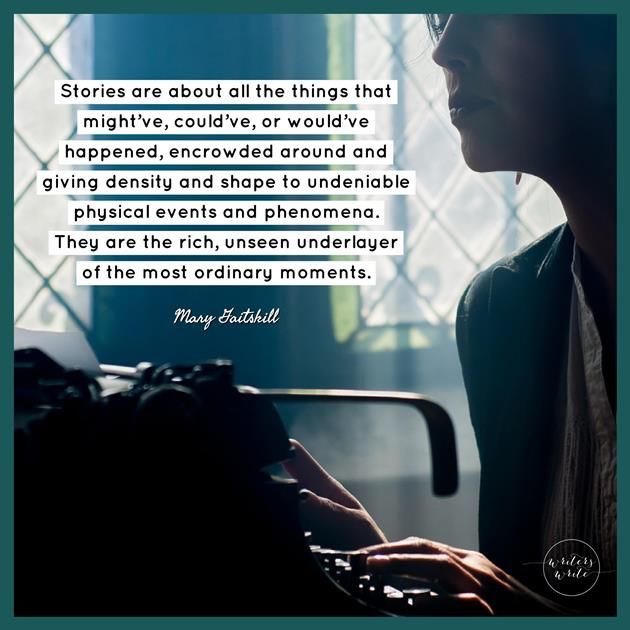 Stories are about all the things that
might've, could've, or would've
happened, encrowded around and
giving density and shape to undeniable
physical events and phenomena.
They are the rich, unseen underlayer
of the most ordinary moments.
Mary Gaitskill
writers
write